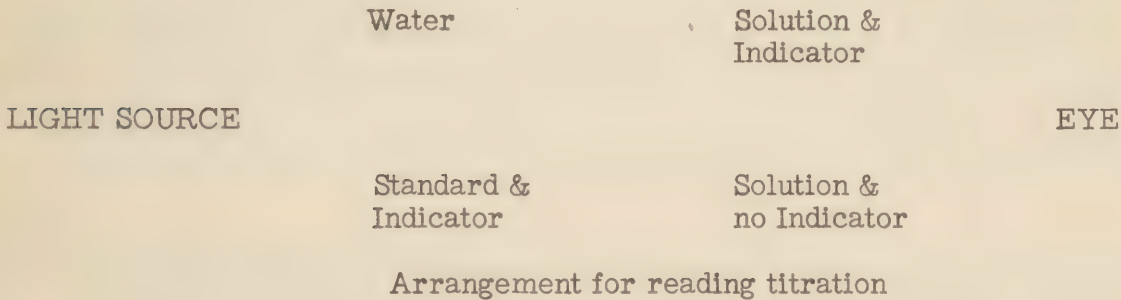 Water Solution &
Indicator
LIGHT SOURCE EYE
Standard & Solution &
Indicator no Indicator
Arrangement for reading titration